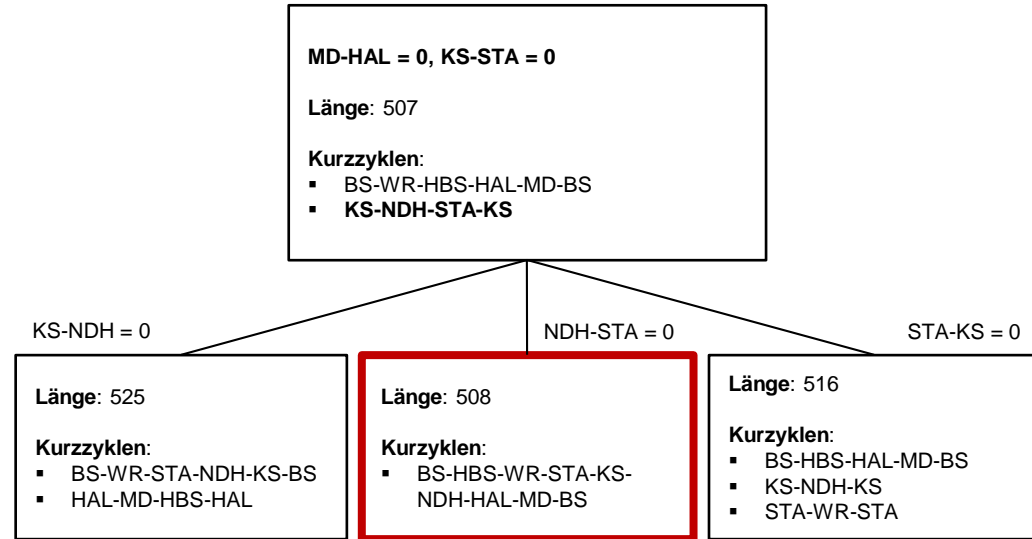 MD-HAL = 0, KS-STA = 0
Länge: 507
Kurzzyklen:
▪ BS-WR-HBS-HAL-MD-BS
▪ KS-NDH-STA-KS
KS-NDH = 0
NDH-STA = 0
STA-KS = 0
Länge: 525
Kurzzyklen:
▪ BS-WR-STA-NDH-KS-BS
▪ HAL-MD-HBS-HAL
Länge: 508
Kurzyklen:
▪ BS-HBS-WR-STA-KS-
NDH-HAL-MD-BS
Länge: 516
Kurzyklen:
▪ BS-HBS-HAL-MD-BS
▪ KS-NDH-KS
▪ STA-WR-STA